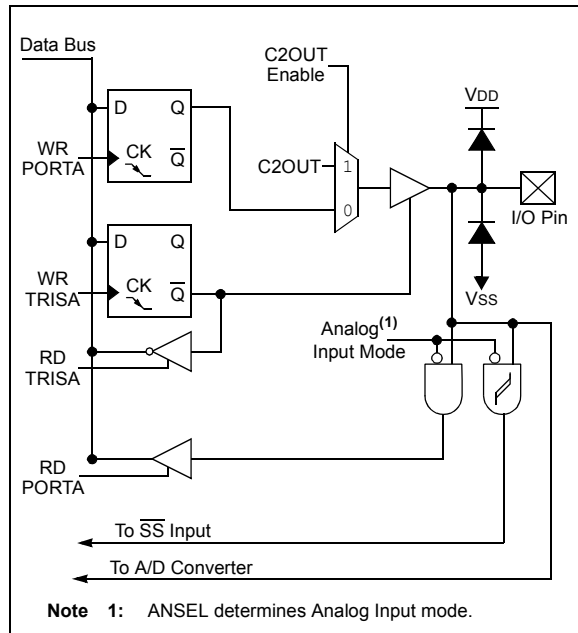 Data Bus
C2OUT
Enable
VDD
D Q
WR
PORTA
CK
Q
C2OUT
1
0
I/O Pin
D Q
WR
TRISA
CK
Q
VSS
Analog(1)
Input Mode
RD
TRISA
RD
PORTA
To SS Input
To A/D Converter
Note 1: ANSEL determines Analog Input mode.